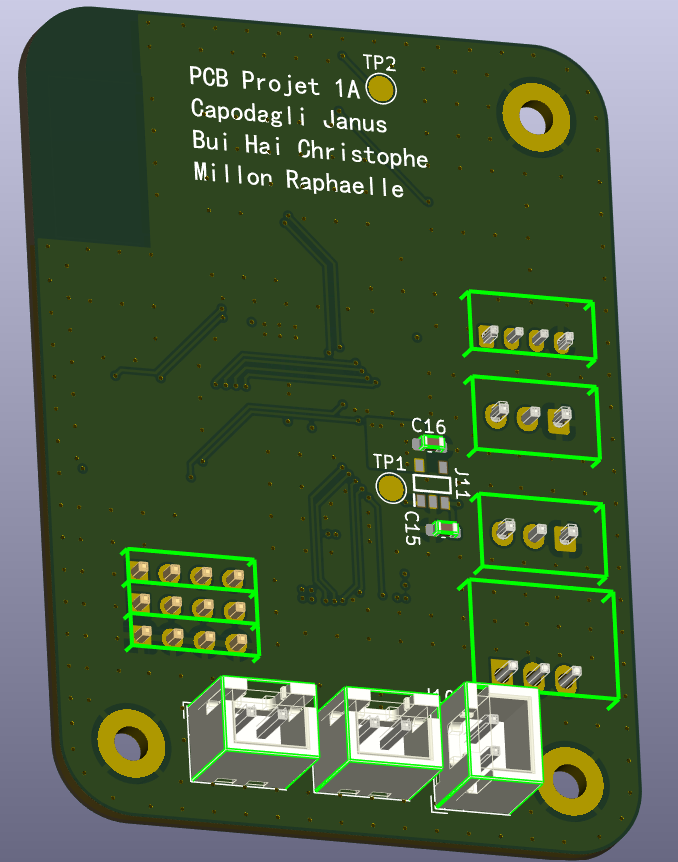 TP2
PCB Projet 1A
Capodagli Janus
Bui Hai Christophe
Millon Raphaelle
C16
TP1
J11
C15